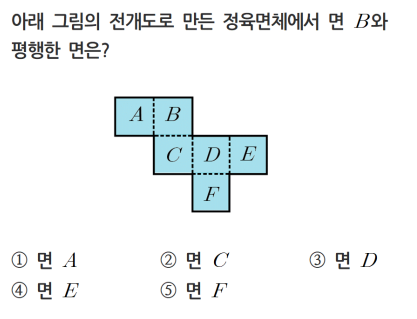 아래 그림의 전개도로 만든 정육면체에서 면 B와
평행한 면은?
A B
C D E
F
① 면 A ② 면 C ③ 면 D
④ 면 E ⑤ 면 F